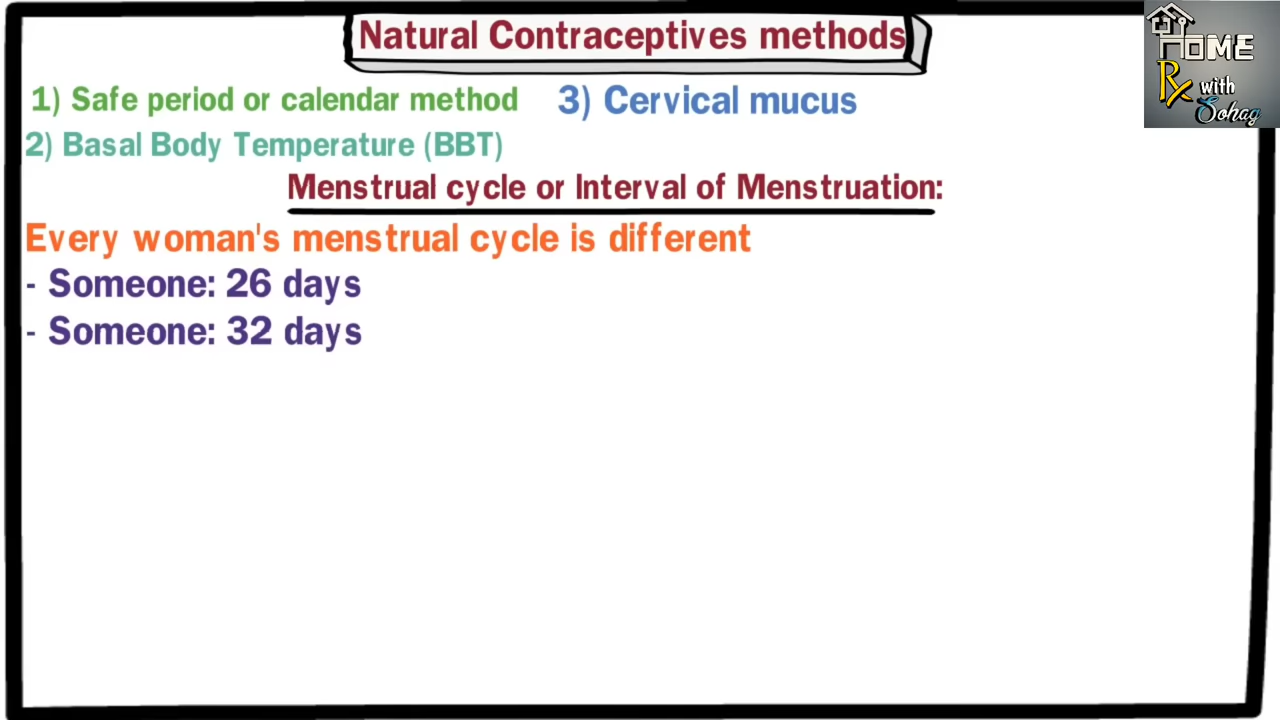 Natural Contraceptives methods
HOME
Rx with
Sohag
1) Safe period or calendar method
3) Cervical mucus
2) Basal Body Temperature (BBT)
Menstrual cycle or Interval of Menstruation:
Every woman's menstrual cycle is different
- Someone: 26 days
- Someone: 32 days